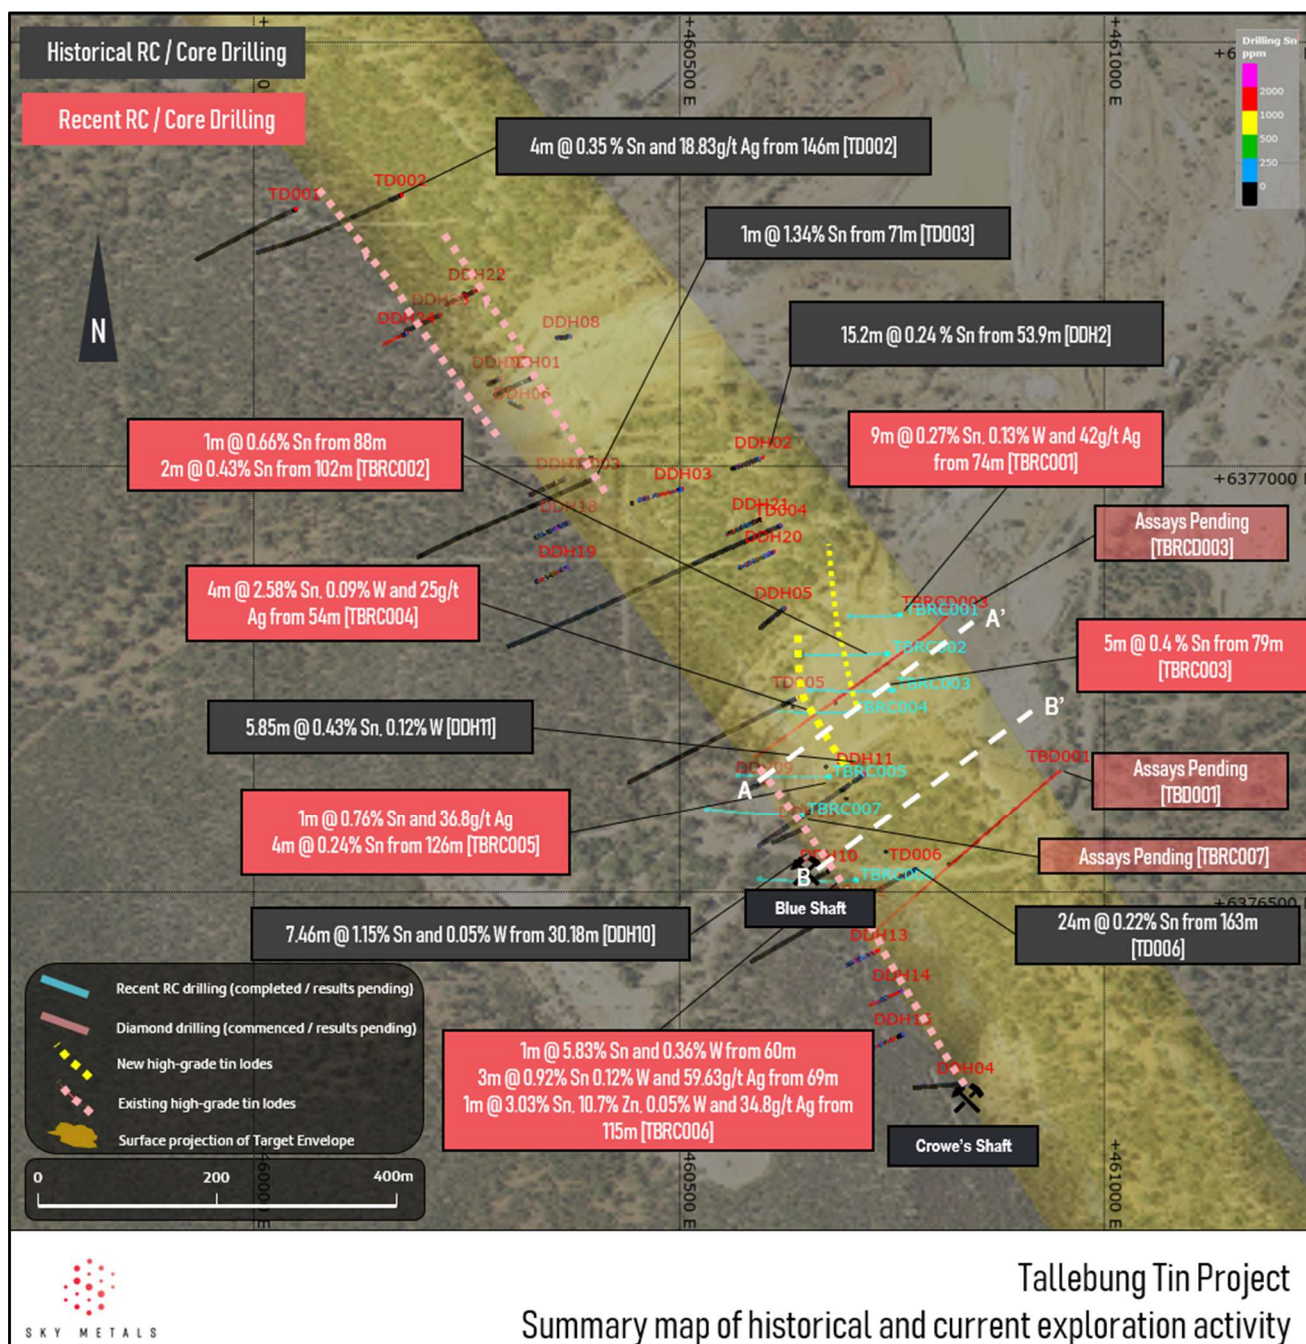 Historical RC / Core Drilling
Recent RC / Core Drilling
Drilling Sn
ppm
2000
1000
500
250
0
+460500 E
+461000 E
4m @ 0.35 % Sn and 18.83g/t Ag from 146m [TD002]
TD001
TD002
1m @ 1.34% Sn from 71m [TD003]
N
DDH22
DDH23
DDH24
DDH08
15.2m @ 0.24 % Sn from 53.9m [DDH2]
DDH06
1m @ 0.66% Sn from 88m
2m @ 0.43% Sn from 102m [TBRC002]
9m @ 0.27% Sn, 0.13% W and 42g/t Ag
from 74m [TBRC001]
DDH02
DDH03
+6377000 N
DDH18
DDH21
TD004
DDH20
DDH19
Assays Pending
[TBRCD003]
4m @ 2.58% Sn, 0.09% W and 25g/t
Ag from 54m [TBRC004]
DDH05
TBRCD003
TBRC001
A'
TBRC002
5m @ 0.4 % Sn from 79m
[TBRC003]
TD005
TBRC003
TBRC004
B'
5.85m @ 0.43% Sn, 0.12% W [DDH11]
DDH11
DDH09
TBRC005
A
TBD001
Assays Pending
[TBD001]
1m @ 0.76% Sn and 36.8g/t Ag
4m @ 0.24% Sn from 126m [TBRC005]
TBRC007
Assays Pending [TBRC007]
DDH10
TD006
B
TBRC006
Blue Shaft
+6376500 N
7.46m @ 1.15% Sn and 0.05% W from 30.18m [DDH10]
24m @ 0.22% Sn from 163m
[TD006]
DDH13
DDH14
Recent RC drilling (completed / results pending)
Diamond drilling (commenced / results pending)
New high-grade tin lodes
Existing high-grade tin lodes
Surface projection of Target Envelope
1m @ 5.83% Sn and 0.36% W from 60m
3m @ 0.92% Sn 0.12% W and 59.63g/t Ag from 69m
1m @ 3.03% Sn, 10.7% Zn, 0.05% W and 34.8g/t Ag from
115m [TBRC006]
DDH04
Crowe's Shaft
0 200 400m
+460000 E
+460500 E
+461000 E
SKY METALS
Tallebung Tin Project
Summary map of historical and current exploration activity